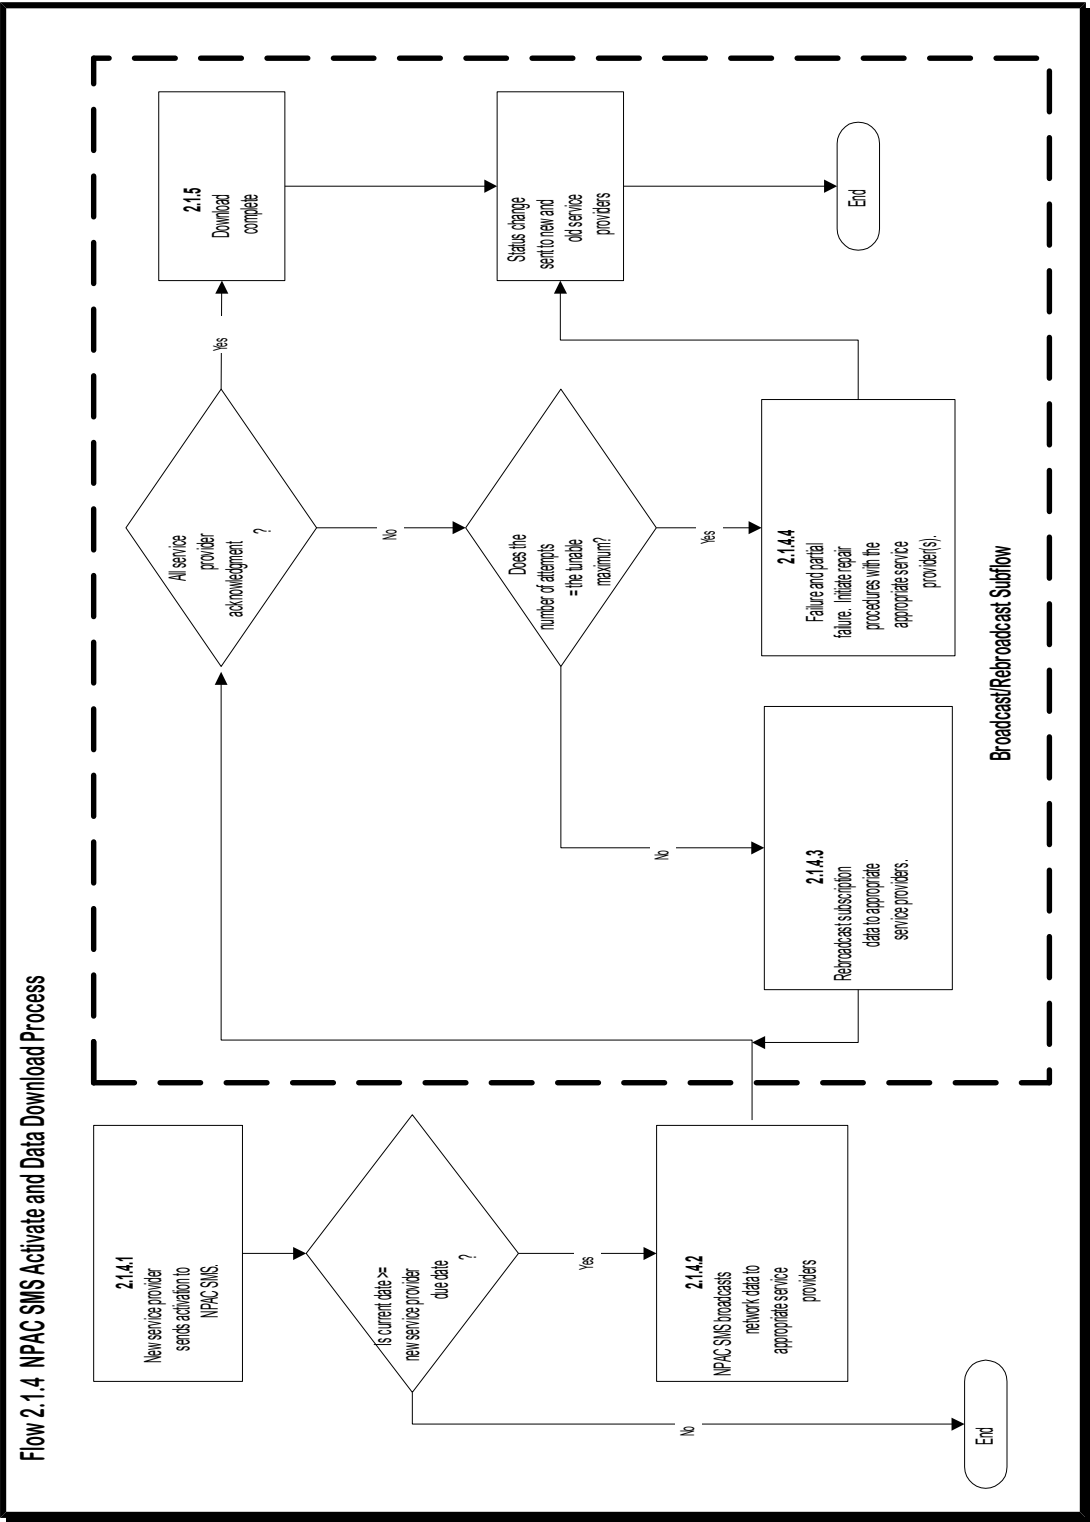 Flow 2.1.4 NPAC SMS Activate and Data Download Process
2.1.4.1
New service provider
sends activation to
NPAC SMS.
Is current date >=
new service provider
due date
?
Yes
No
2.1.4.2
NPAC SMS broadcasts
network data to
appropriate service
providers
End
All service
provider
acknowledgment
?
Yes
No
2.1.5
Download
complete
Does the
number of attempts
= the tunable
maximum?
No
Yes
Status change
sent to new and
old service
providers
2.1.4.3
Rebroadcast subscription
data to appropriate
service providers.
2.1.4.4
Failure and partial
failure. Initiate repair
procedures with the
appropriate service
provider(s).
End
Broadcast/Rebroadcast Subflow